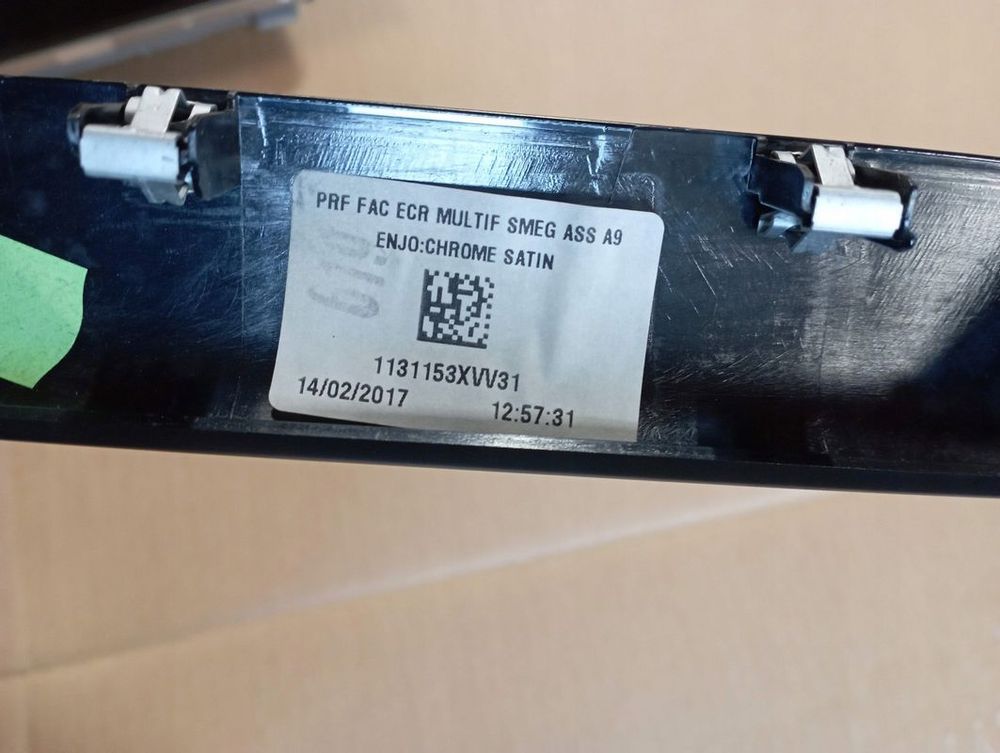 PRF FAC ECR MULTIF SMEG ASS A9
ENJO:CHROME SATIN
1131153XVV31
14/02/2017 12:57:31